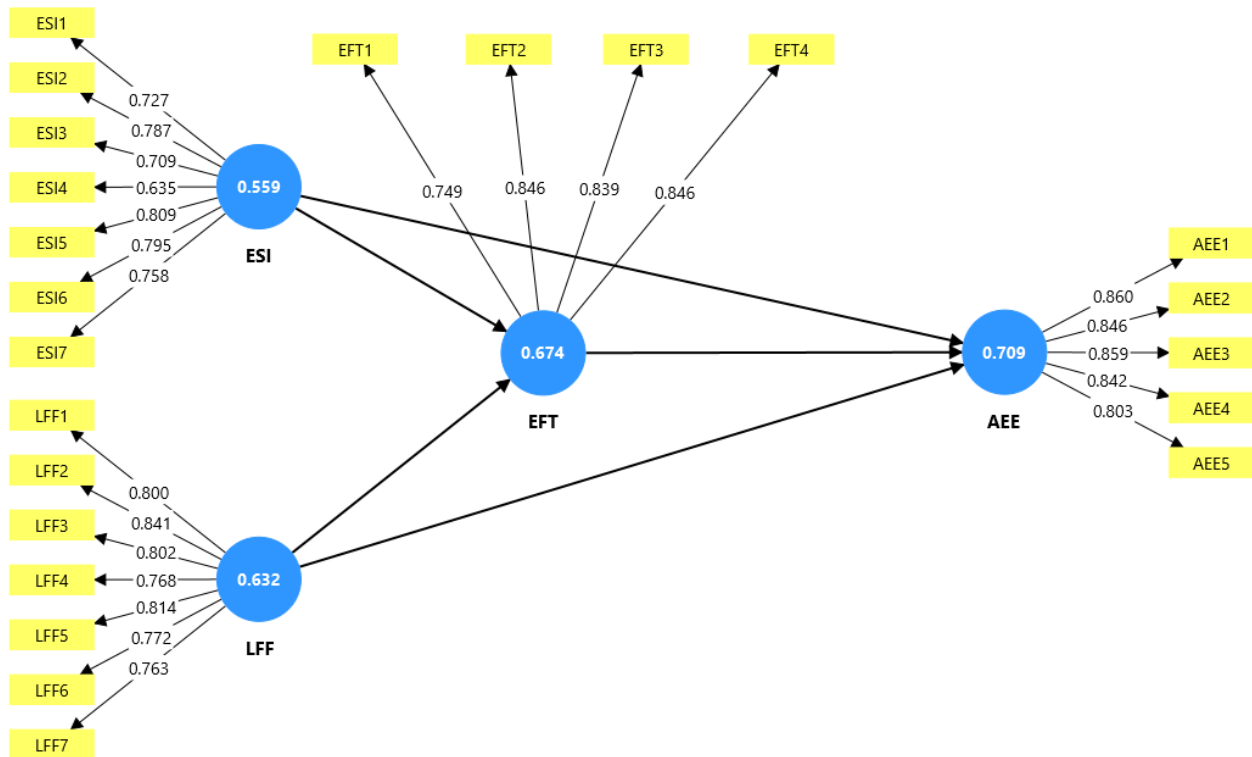 ESI1
ESI2
ESI3
ESI4
ESI5
ESI6
ESI7
0.727
0.787
0.709
0.635
0.809
0.795
0.758
0.559
ESI
EFT1
EFT2
EFT3
EFT4
0.749
0.846
0.839
0.846
0.674
EFT
LFF1
LFF2
LFF3
LFF4
LFF5
LFF6
LFF7
0.800
0.841
0.802
0.768
0.814
0.772
0.763
0.632
LFF
0.709
AEE
0.860
0.846
0.859
0.842
0.803
AEE1
AEE2
AEE3
AEE4
AEE5